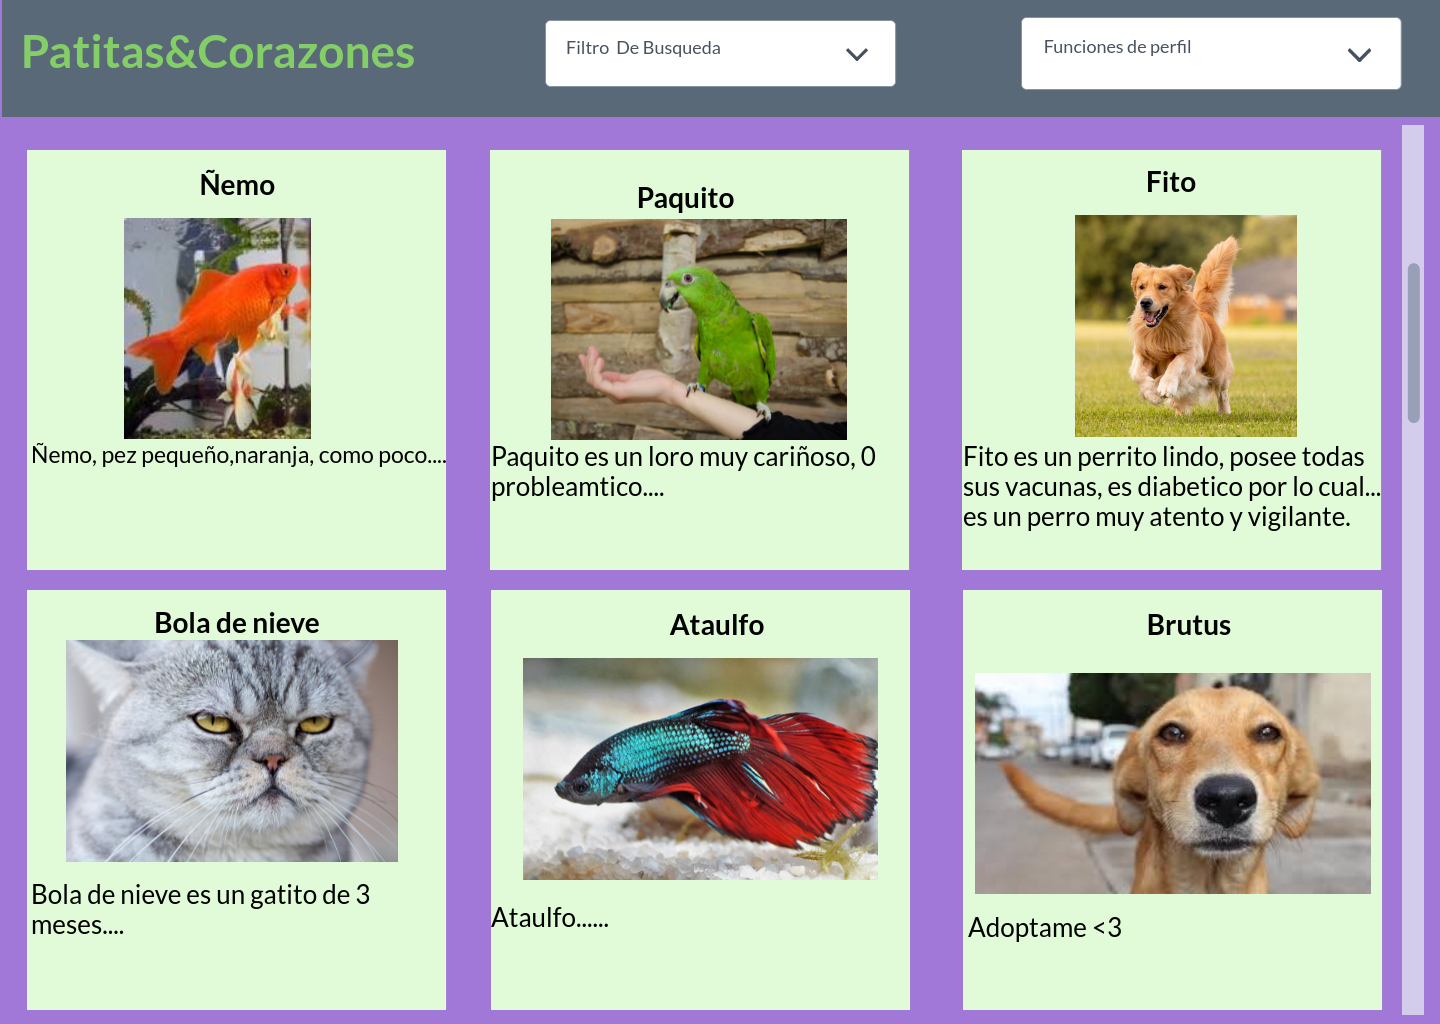 Patitas&Corazones
Filtro De Busqueda
Funciones de perfil
Ñemo
Ñemo, pez pequeño,naranja, como poco....
Paquito
Paquito es un loro muy cariñoso, 0
probleamtico....
Fito
Fito es un perrito lindo, posee todas
sus vacunas, es diabetico por lo cual...
es un perro muy atento y vigilante.
Bola de nieve
Bola de nieve es un gatito de 3
meses....
Ataulfo
Ataulfo......
Brutus
Adoptame <3